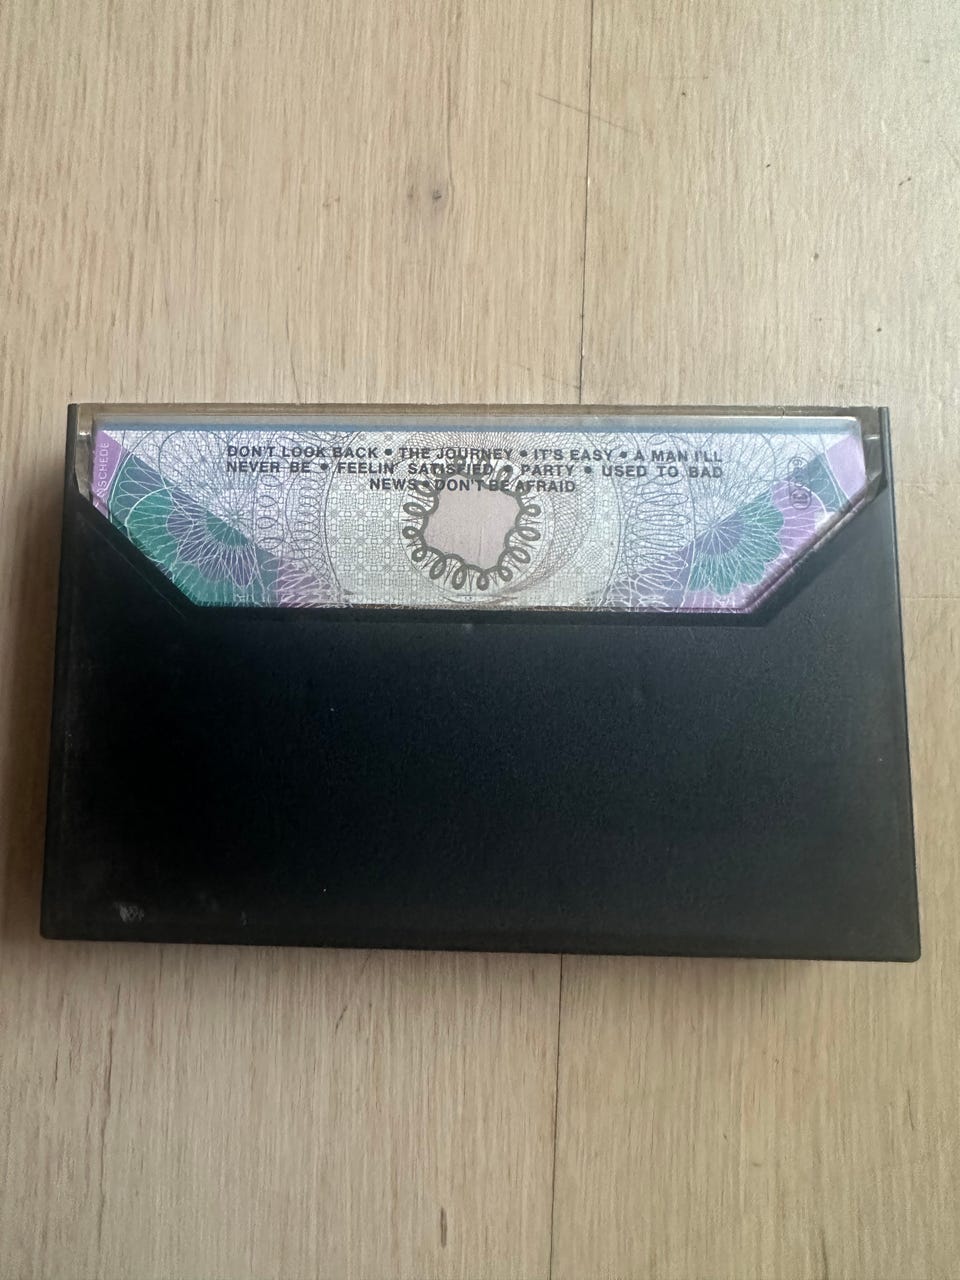 DON'T LOOK BACK • THE JOURNEY • IT'S EASY • A MAN I'LL
NEVER BE • FEELIN' SATISFIED • PARTY • USED TO BAD
NEWS • DON'T BE AFRAID